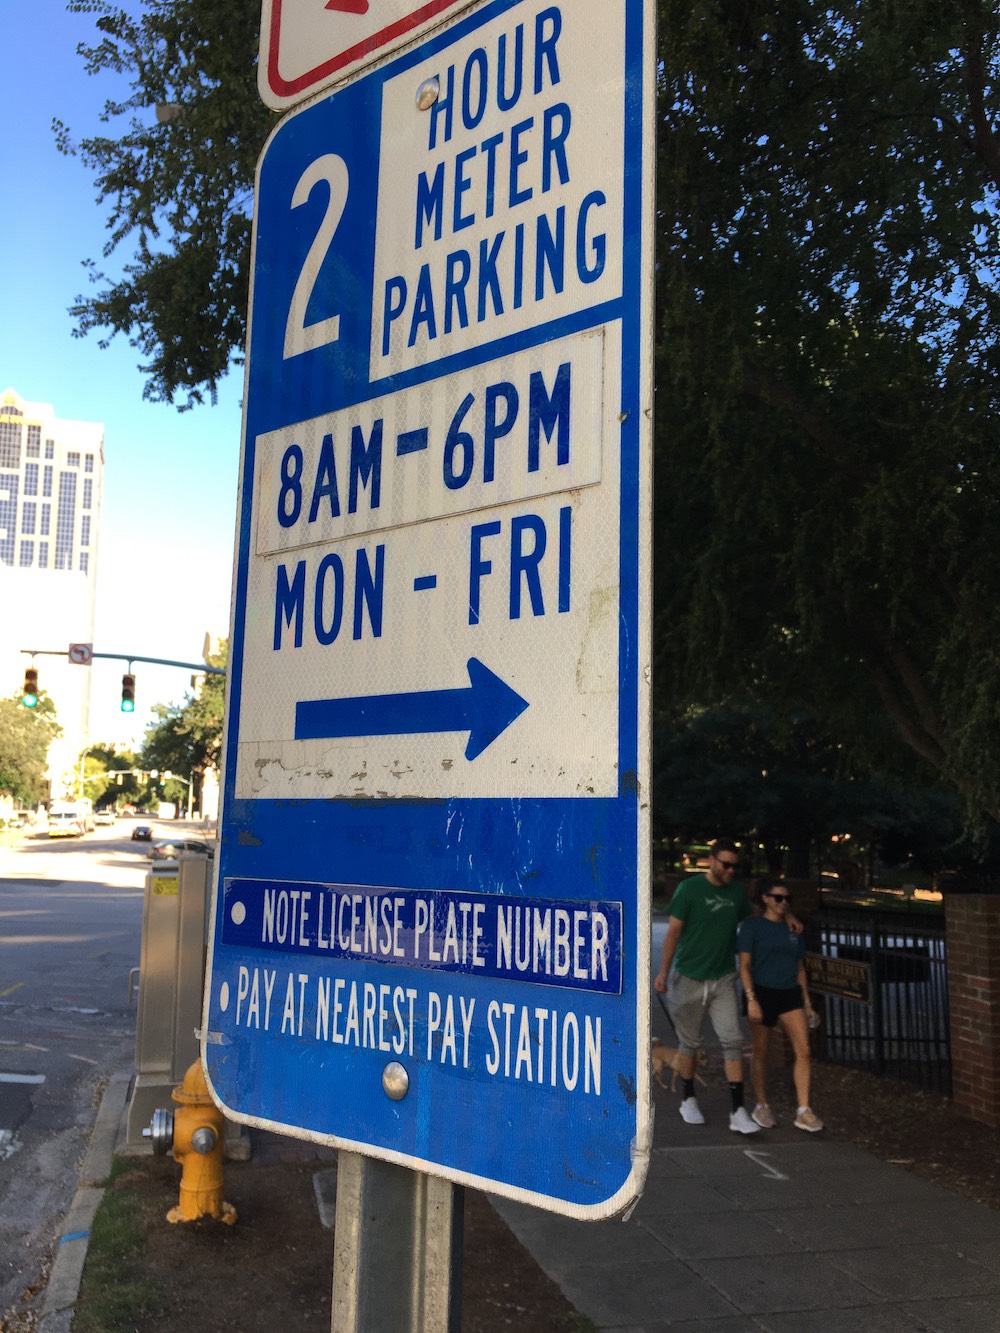 2
HOUR
METER
PARKING
8AM-6PM
MON - FRI
NOTE LICENSE PLATE NUMBER
PAY AT NEAREST PAY STATION